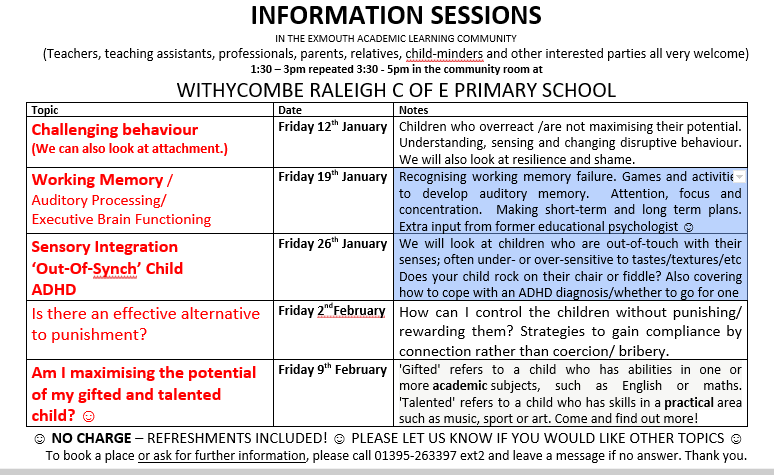 INFORMATION SESSIONS
IN THE EXMOUTH ACADEMIC LEARNING COMMUNITY
(Teachers, teaching assistants, professionals, parents, relatives, child-minders and other interested parties all very welcome)
1:30 – 3pm repeated 3:30 - 5pm in the community room at
WITHYCOMBE RALEIGH C OF E PRIMARY SCHOOL
Topic Date Notes
Challenging behaviour
(We can also look at attachment.)
Friday 12th January
Children who overreact /are not maximising their potential.
Understanding, sensing and changing disruptive behaviour.
We will also look at resilience and shame.
Working Memory /
Auditory Processing/
Executive Brain Functioning
Friday 19th January
Recognising working memory failure. Games and activities
to develop auditory memory. Attention, focus and
concentration. Making short-term and long term plans.
Extra input from former educational psychologist ☺
Sensory Integration
‘Out-Of-Synch’ Child
ADHD
Friday 26th January
We will look at children who are out-of-touch with their
senses; often under- or over-sensitive to tastes/textures/etc
Does your child rock on their chair or fiddle? Also covering
how to cope with an ADHD diagnosis/whether to go for one
Is there an effective alternative
to punishment?
Friday 2nd February
How can I control the children without punishing/
rewarding them? Strategies to gain compliance by
connection rather than coercion/ bribery.
Am I maximising the potential
of my gifted and talented
child? ☺
Friday 9th February
'Gifted' refers to a child who has abilities in one or
more academic subjects, such as English or maths.
'Talented' refers to a child who has skills in a practical area
such as music, sport or art. Come and find out more!
☺ NO CHARGE – REFRESHMENTS INCLUDED! ☺ PLEASE LET US KNOW IF YOU WOULD LIKE OTHER TOPICS ☺
To book a place or ask for further information, please call 01395-263397 ext2 and leave a message if no answer. Thank you.